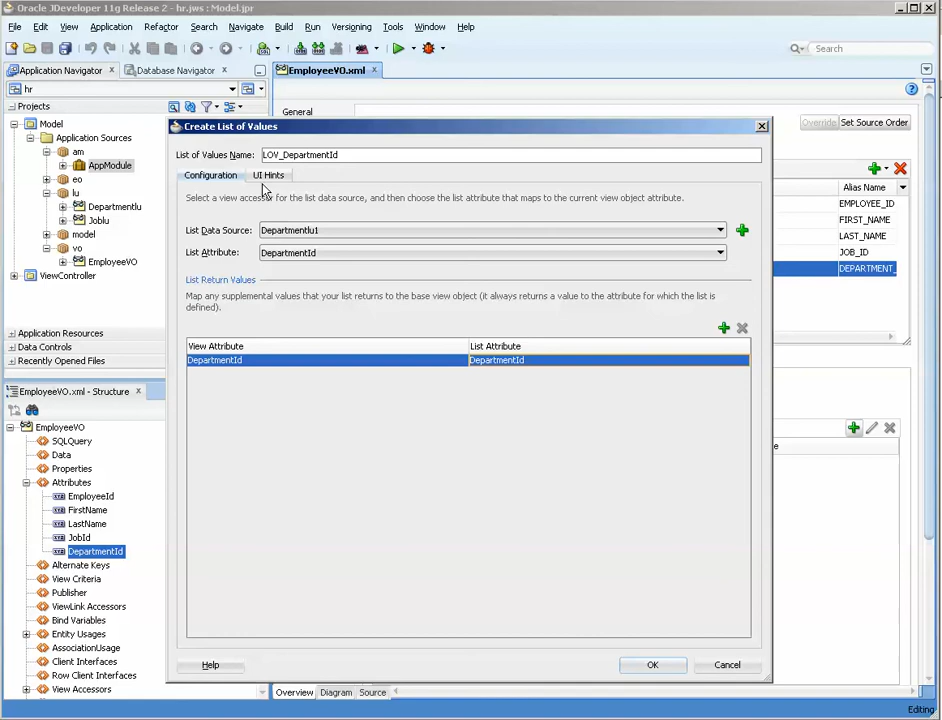 Oracle JDeveloper 11g Release 2 - hr.jws : Model.jpr
File Edit View Application Refactor Search Navigate Build Run Versioning Tools Window Help
Search
Application Navigator
Database Navigator
EmployeeVO.xml
hr
Projects
General
Model
Application Sources
am
AppModule
eo
lu
Departmentlu
Joblu
model
vo
EmployeeVO
ViewController
Application Resources
Data Controls
Recently Opened Files
EmployeeVO.xml - Structure
EmployeeVO
SQLQuery
Data
Properties
Attributes
EmployeeId
FirstName
LastName
JobId
DepartmentId
Alternate Keys
View Criteria
Publisher
ViewLink Accessors
Bind Variables
Entity Usages
AssociationUsage
Client Interfaces
Row Client Interfaces
View Accessors
Create List of Values
List of Values Name: LOV_DepartmentId
Configuration UI Hints
Select a view access for the list data source, and then choose the list attribute that maps to the current view object attribute.
List Data Source: Departmentlu1
List Attribute: DepartmentId
List Return Values
Map any supplemental values that your list returns to the base view object (it always returns a value to the attribute for which the list is
defined).
View Attribute List Attribute
DepartmentId DepartmentId
Help OK Cancel
Override Set Source Order
Alias Name
EMPLOYEE_ID
FIRST_NAME
LAST_NAME
JOB_ID
DEPARTMENT_
Overview Diagram Source
Editing